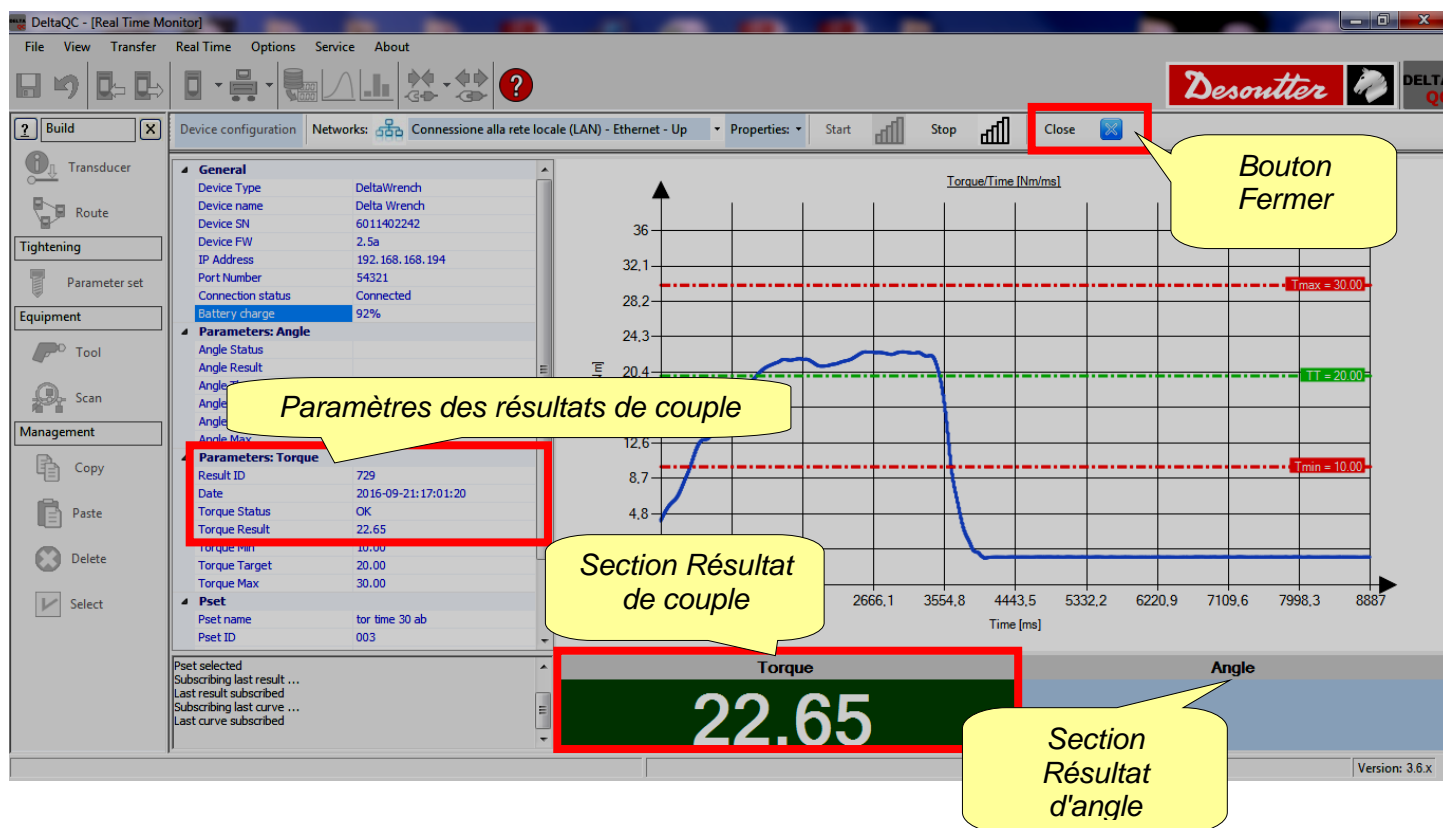 DeltaQC - [Real Time Monitor]
File View Transfer Real Time Options Service About
Desoutter
DELTA
QC
? Build X
Device configuration Networks: Connessione alla rete locale (LAN) - Ethernet - Up Properties: Start Stop Close
Bouton
Fermer
Transducer
Route
Tightening
Parameter set
Equipment
Tool
Scan
Management
Copy
Paste
Delete
Select
General
Device Type DeltaWrench
Device name Delta Wrench
Device SN 6011402242
Device FW 2.5a
IP Address 192.168.168.194
Port Number 54321
Connection status Connected
Battery charge 92%
Parameters: Angle
Angle Status
Angle Result
Angle
Angle
Angle
Angle Max
Paramètres des résultats de couple
Parameters: Torque
Result ID 729
Date 2016-09-21:17:01:20
Torque Status OK
Torque Result 22.65
Torque Min 10.00
Torque Target 20.00
Torque Max 30.00
Pset
Pset name tor time 30 ab
Pset ID 003
Pset selected
Subscribing last result ...
Last result subscribed
Subscribing last curve ...
Last curve subscribed
Torque/Time [Nm/ms]
36
32,1
28,2
24,3
20,4
12,6
8,7
4,8
Tmax = 30.00
TT = 20.00
Tmin = 10.00
2666,1 3554,8 4443,5 5332,2 6220,9 7109,6 7998,3 8887
Time [ms]
Section Résultat
de couple
Torque
22.65
Angle
Section
Résultat
d'angle
Version: 3.6.x